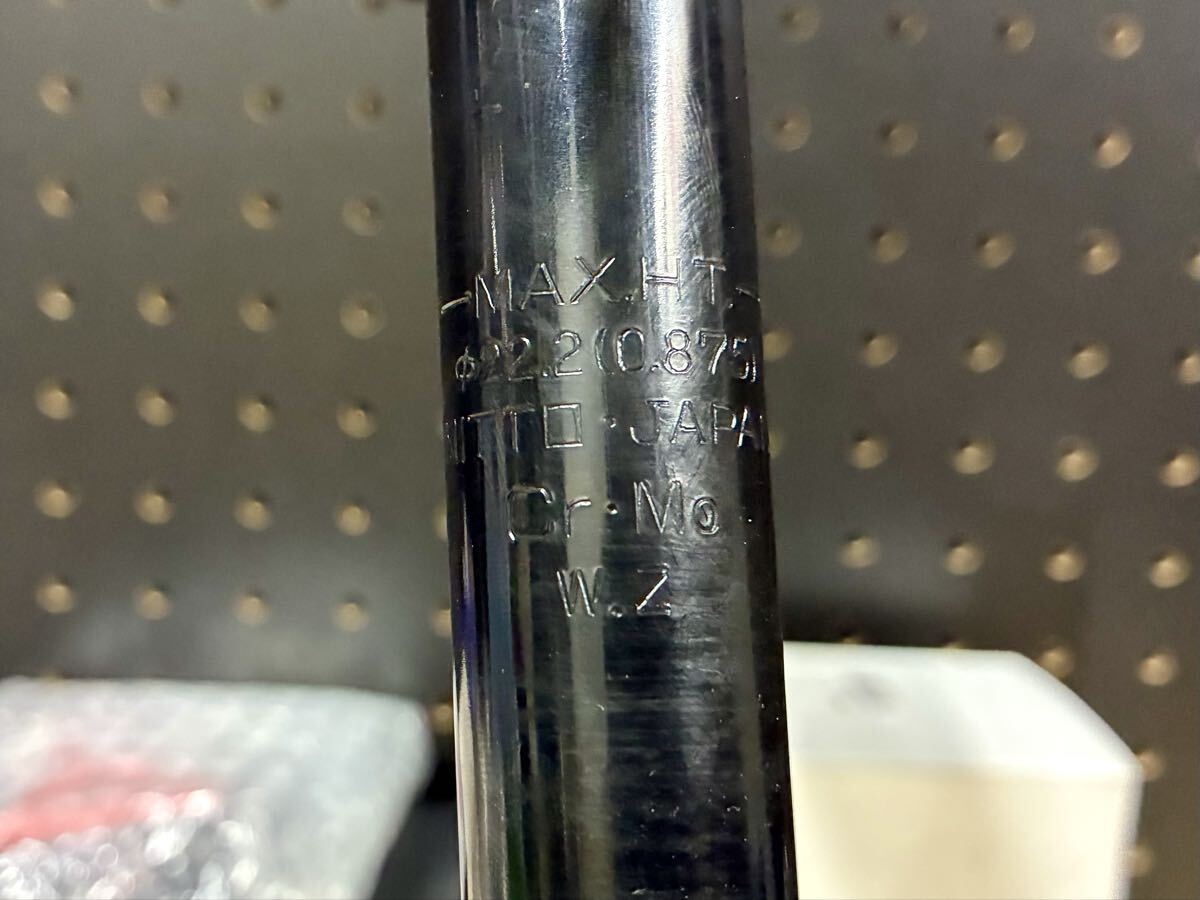 MAX.HT.
φ22.2(0.875)
NITTO・JAPAN
Cr・Mo
W.Z